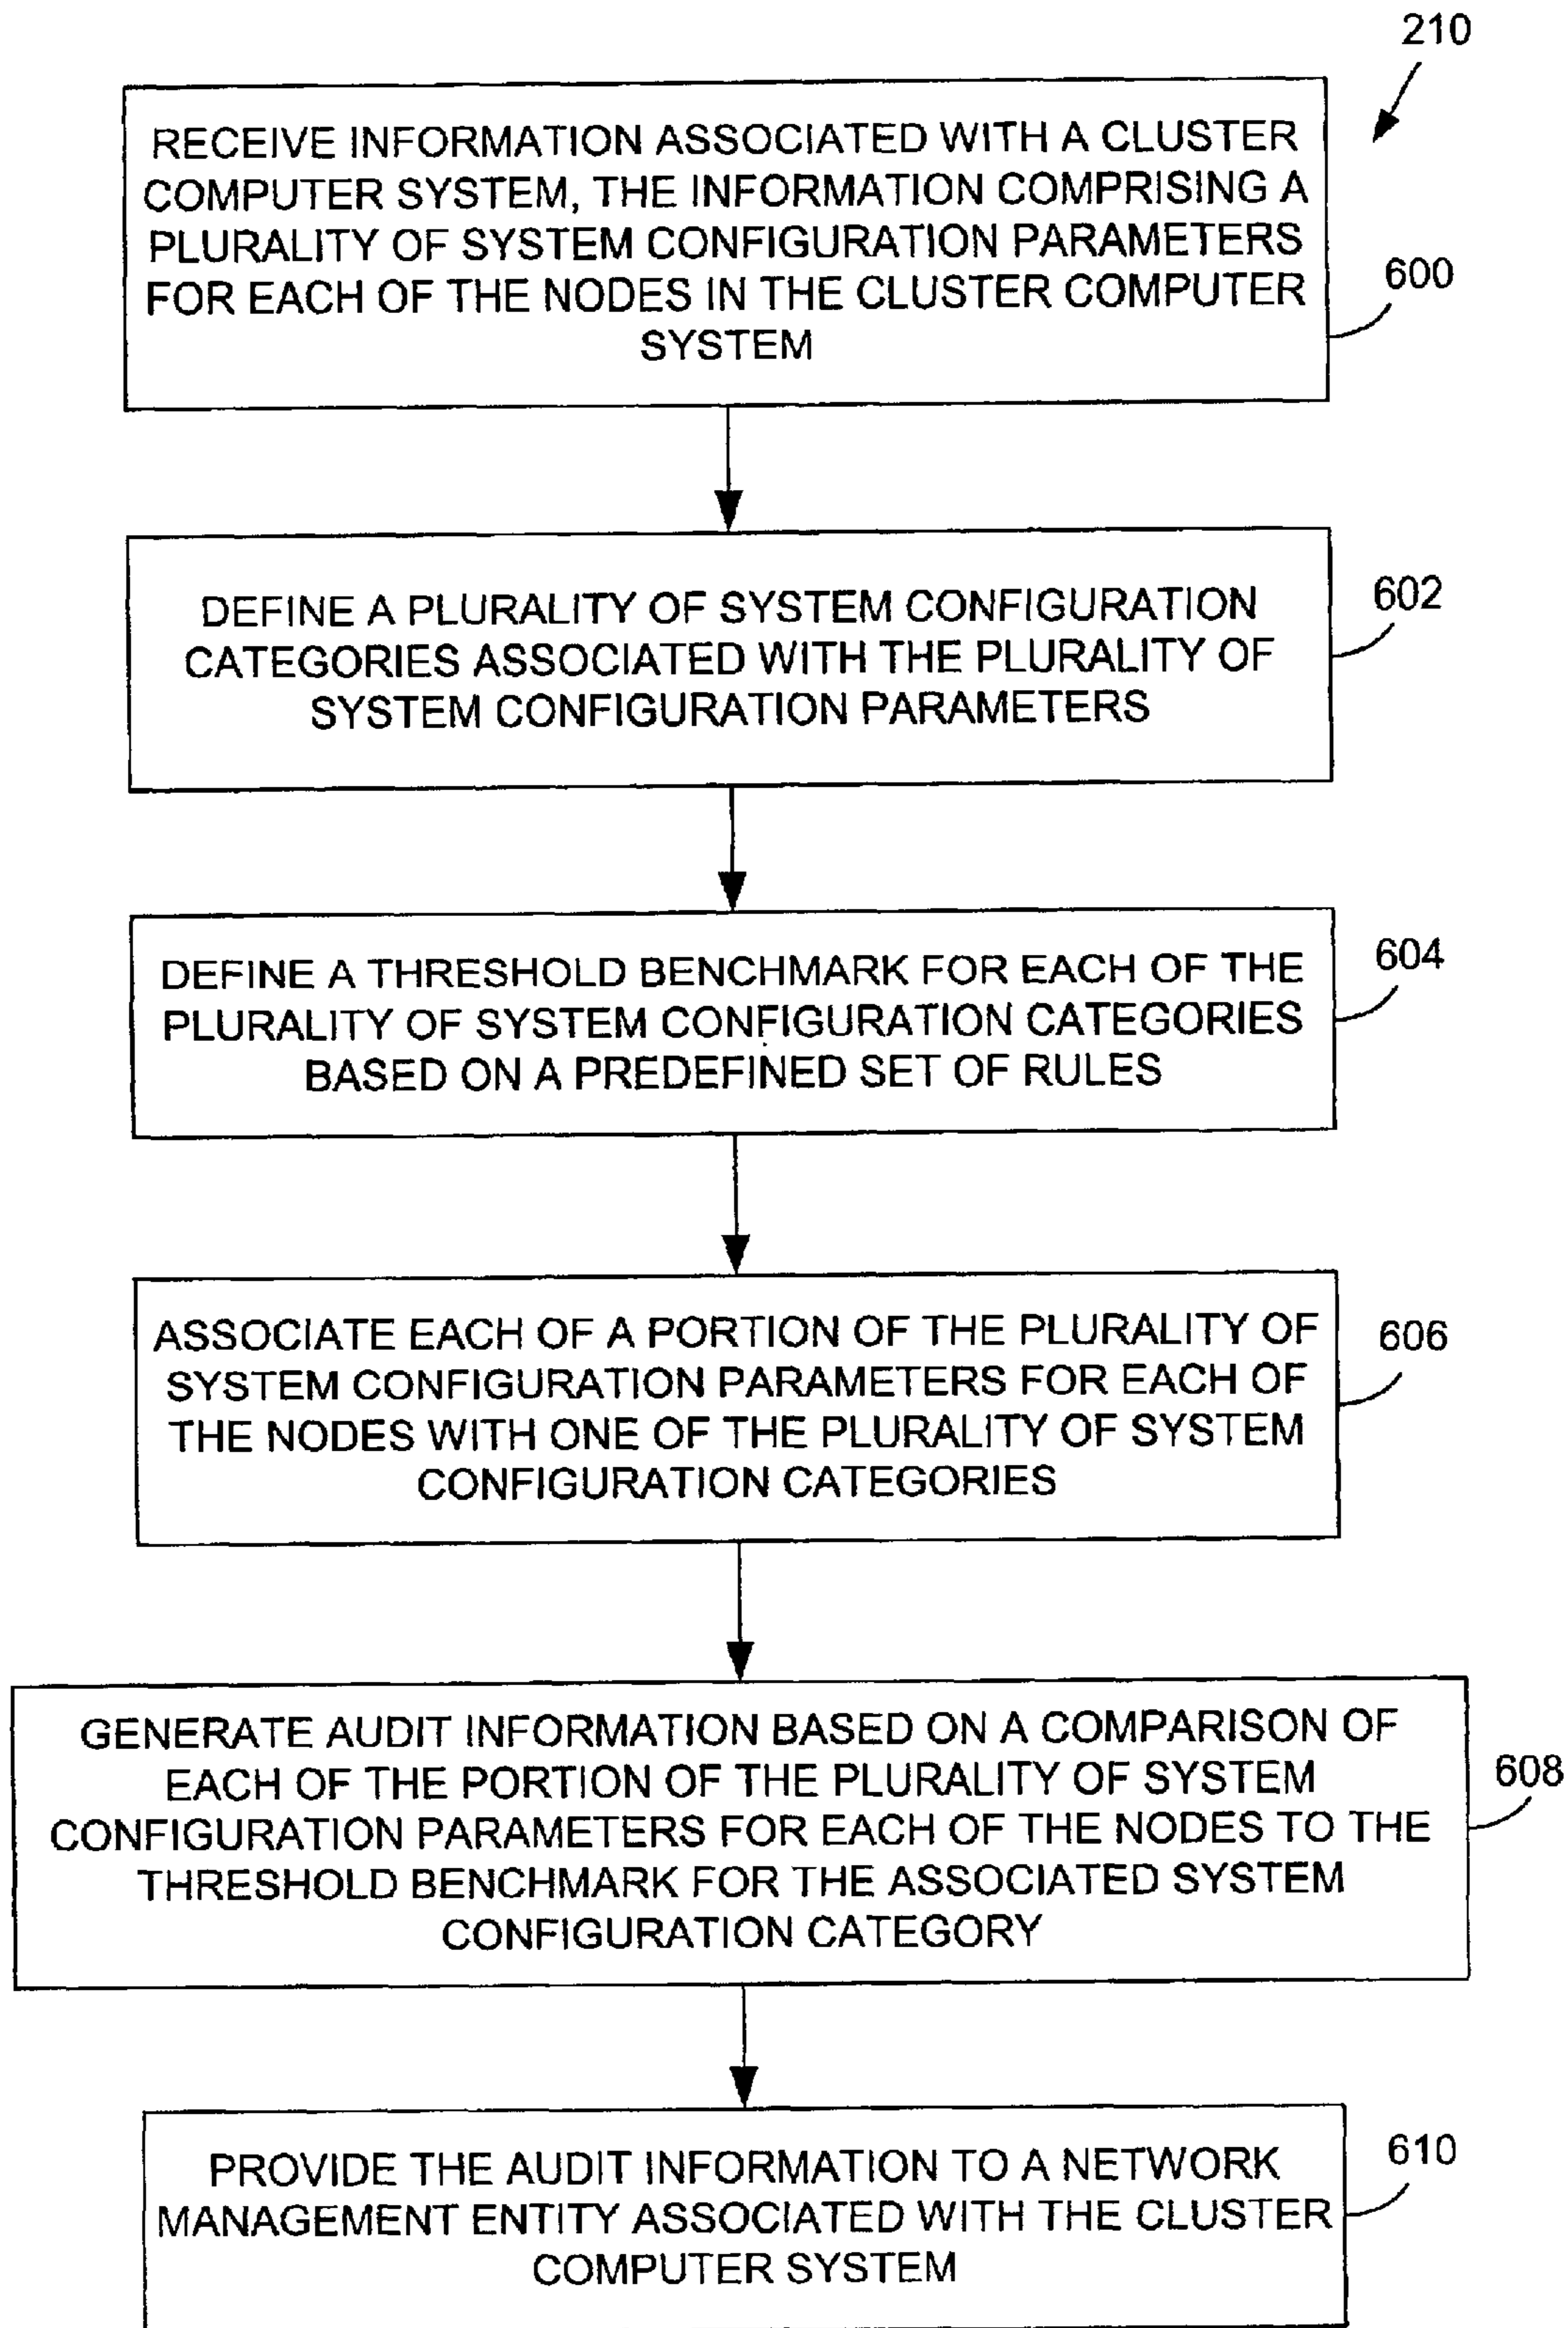 210
RECEIVE INFORMATION ASSOCIATED WITH A CLUSTER
COMPUTER SYSTEM, THE INFORMATION COMPRISING A
PLURALITY OF SYSTEM CONFIGURATION PARAMETERS
FOR EACH OF THE NODES IN THE CLUSTER COMPUTER
SYSTEM
600
DEFINE A PLURALITY OF SYSTEM CONFIGURATION
CATEGORIES ASSOCIATED WITH THE PLURALITY OF
SYSTEM CONFIGURATION PARAMETERS
602
DEFINE A THRESHOLD BENCHMARK FOR EACH OF THE
PLURALITY OF SYSTEM CONFIGURATION CATEGORIES
BASED ON A PREDEFINED SET OF RULES
604
ASSOCIATE EACH OF A PORTION OF THE PLURALITY OF
SYSTEM CONFIGURATION PARAMETERS FOR EACH OF
THE NODES WITH ONE OF THE PLURALITY OF SYSTEM
CONFIGURATION CATEGORIES
606
GENERATE AUDIT INFORMATION BASED ON A COMPARISON OF
EACH OF THE PORTION OF THE PLURALITY OF SYSTEM
CONFIGURATION PARAMETERS FOR EACH OF THE NODES TO THE
THRESHOLD BENCHMARK FOR THE ASSOCIATED SYSTEM
CONFIGURATION CATEGORY
608
PROVIDE THE AUDIT INFORMATION TO A NETWORK
MANAGEMENT ENTITY ASSOCIATED WITH THE CLUSTER
COMPUTER SYSTEM
610